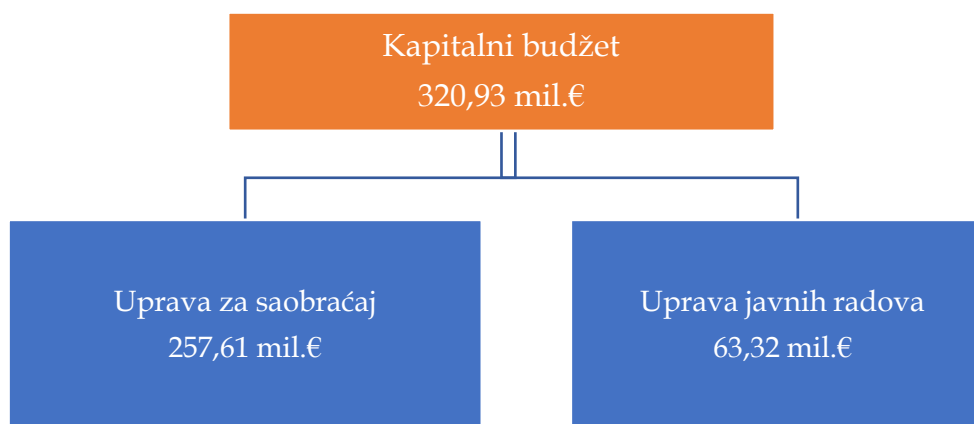 Kapitalni budžet
320,93 mil.€
Uprava za saobraćaj
257,61 mil.€
Uprava javnih radova
63,32 mil.€